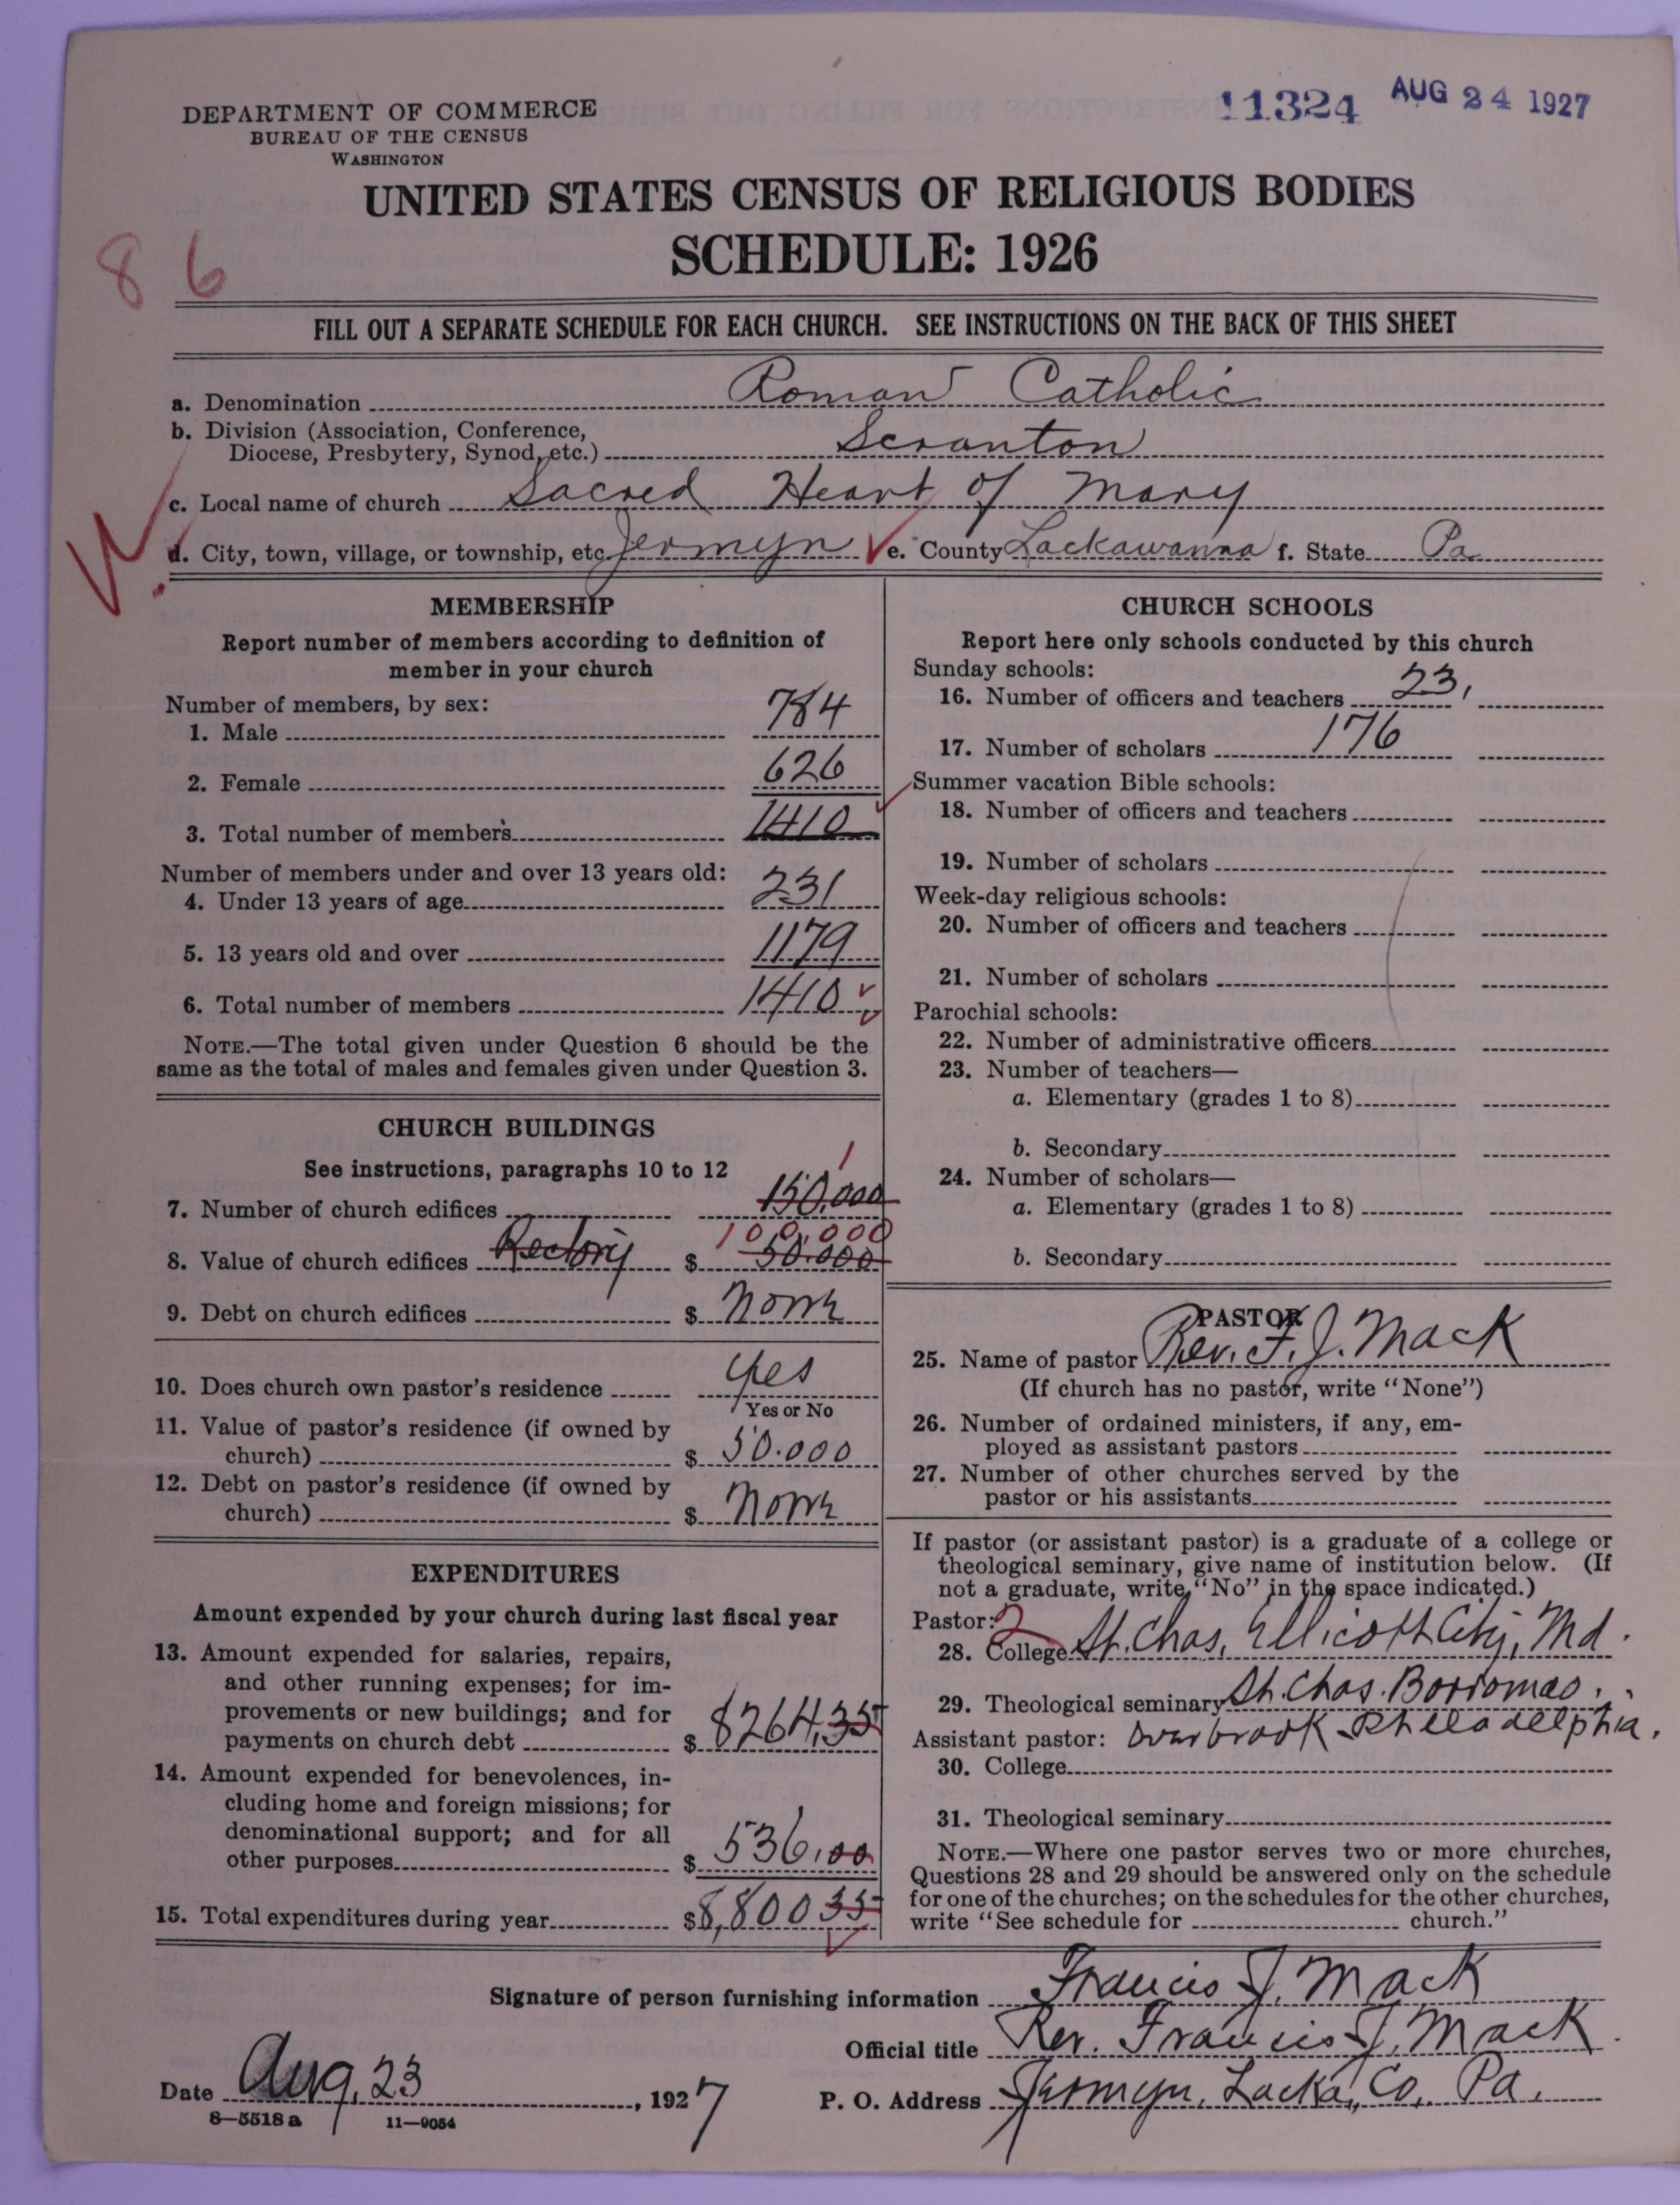 11324 AUG 24 1927
DEPARTMENT OF COMMERCE
BUREAU OF THE CENSUS
WASHINGTON
UNITED STATES CENSUS OF RELIGIOUS BODIES
SCHEDULE: 1926
8 6
FILL OUT A SEPARATE SCHEDULE FOR EACH CHURCH. SEE INSTRUCTIONS ON THE BACK OF THIS SHEET
a. Denomination Roman Catholic
b. Division (Association, Conference,
Diocese, Presbytery, Synod, etc.) Scranton
c. Local name of church Sacred Heart of Mary
d. City, town, village, or township, etc. Jermyn e. County Lackawanna f. State Pa
MEMBERSHIP
Report number of members according to definition of
member in your church
Number of members, by sex:
1. Male 784
2. Female 626
3. Total number of members 1410
Number of members under and over 13 years old:
4. Under 13 years of age 231
5. 13 years old and over 1179
6. Total number of members 1410
NOTE.—The total given under Question 6 should be the
same as the total of males and females given under Question 3.
CHURCH BUILDINGS
See instructions, paragraphs 10 to 12
1
7. Number of church edifices 150,000
100,000
8. Value of church edifices Rectory $ 50.000
9. Debt on church edifices $ None
10. Does church own pastor's residence Yes
Yes or No
11. Value of pastor's residence (if owned by
church) $ 50.000
12. Debt on pastor's residence (if owned by
church) $ None
EXPENDITURES
Amount expended by your church during last fiscal year
13. Amount expended for salaries, repairs,
and other running expenses; for im-
provements or new buildings; and for
payments on church debt $ 8264,35
14. Amount expended for benevolences, in-
cluding home and foreign missions; for
denominational support; and for all
other purposes $ 536,00
15. Total expenditures during year $8,800 35
CHURCH SCHOOLS
Report here only schools conducted by this church
Sunday schools:
16. Number of officers and teachers 23,
17. Number of scholars 176
Summer vacation Bible schools:
18. Number of officers and teachers
19. Number of scholars
Week-day religious schools:
20. Number of officers and teachers
21. Number of scholars
Parochial schools:
22. Number of administrative officers
23. Number of teachers—
a. Elementary (grades 1 to 8)
b. Secondary
24. Number of scholars—
a. Elementary (grades 1 to 8)
b. Secondary
PASTOR
25. Name of pastor Rev. F. J. Mack
(If church has no pastor, write "None")
26. Number of ordained ministers, if any, em-
ployed as assistant pastors
27. Number of other churches served by the
pastor or his assistants
If pastor (or assistant pastor) is a graduate of a college or
theological seminary, give name of institution below. (If
not a graduate, write "No" in the space indicated.)
Pastor: 2
28. College St. Chas, Ellicott City, Md.
29. Theological seminary St. Chas. Borromeo.
Assistant pastor: Overbrook Philadelphia.
30. College
31. Theological seminary
NOTE.—Where one pastor serves two or more churches,
Questions 28 and 29 should be answered only on the schedule
for one of the churches; on the schedules for the other churches,
write "See schedule for church."
Signature of person furnishing information Francis J. Mack
Official title Rev. Francis J. Mack
Date Aug. 23, 1927 P. O. Address Jermyn, Lacka, Co, Pa.
8—5518 a 11—9054